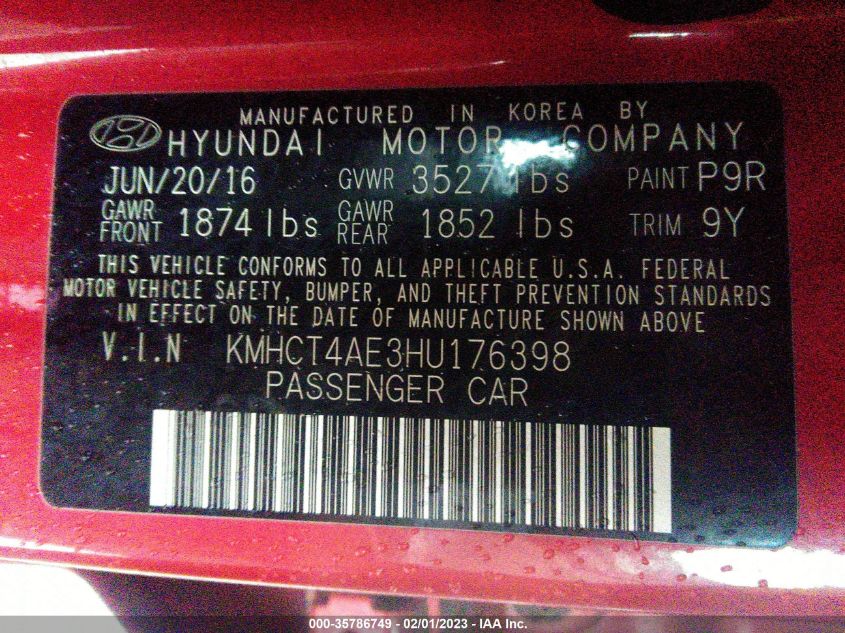 MANUFACTURED IN KOREA BY
HYUNDAI MOTOR COMPANY
JUN/20/16 GVWR 3527 lbs PAINT P9R
GAWR FRONT 1874 lbs GAWR REAR 1852 lbs TRIM 9Y
THIS VEHICLE CONFORMS TO ALL APPLICABLE U.S.A. FEDERAL
MOTOR VEHICLE SAFETY, BUMPER, AND THEFT PREVENTION STANDARDS
IN EFFECT ON THE DATE OF MANUFACTURE SHOWN ABOVE
V.I.N KMHCT4AE3HU176398
PASSENGER CAR
000-35786749 - 02/01/2023 - IAA Inc.